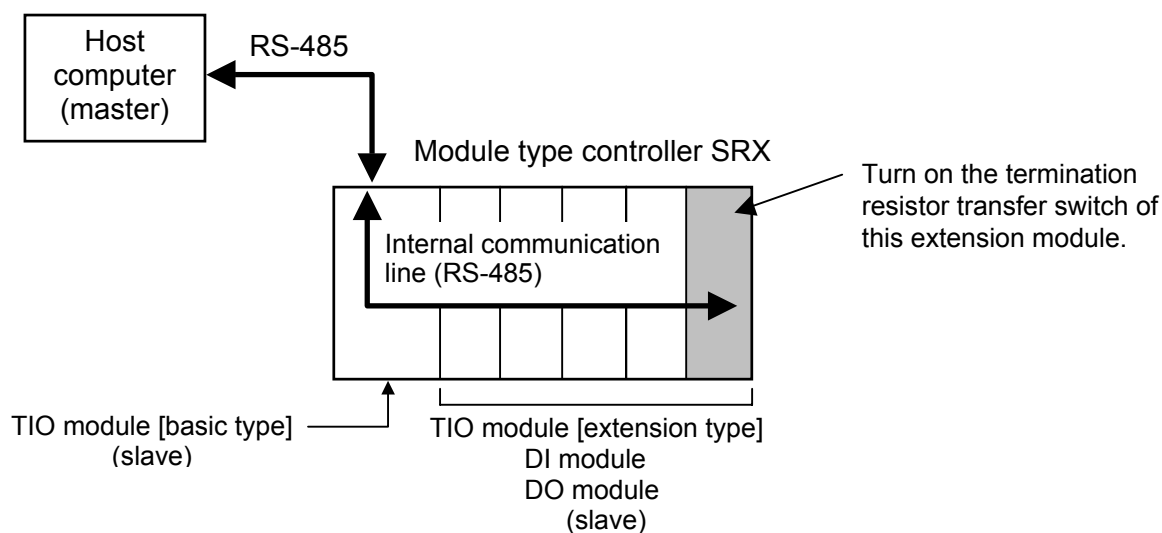 Host
computer
(master)
RS-485
Module type controller SRX
Turn on the termination
resistor transfer switch of
this extension module.
Internal communication
line (RS-485)
TIO module [basic type]
(slave)
TIO module [extension type]
DI module
DO module
(slave)